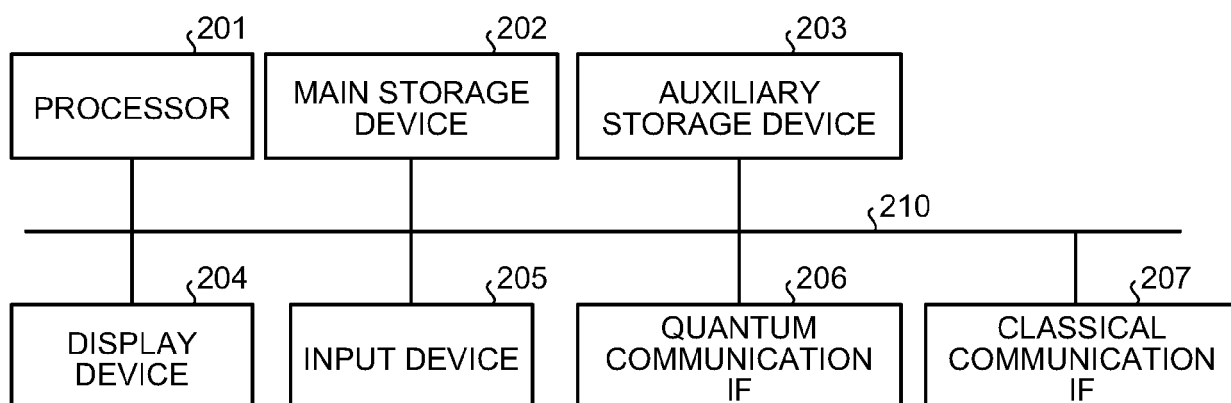 201
PROCESSOR
202
MAIN STORAGE
DEVICE
203
AUXILIARY
STORAGE DEVICE
210
204
DISPLAY
DEVICE
205
INPUT DEVICE
206
QUANTUM
COMMUNICATION
IF
207
CLASSICAL
COMMUNICATION
IF